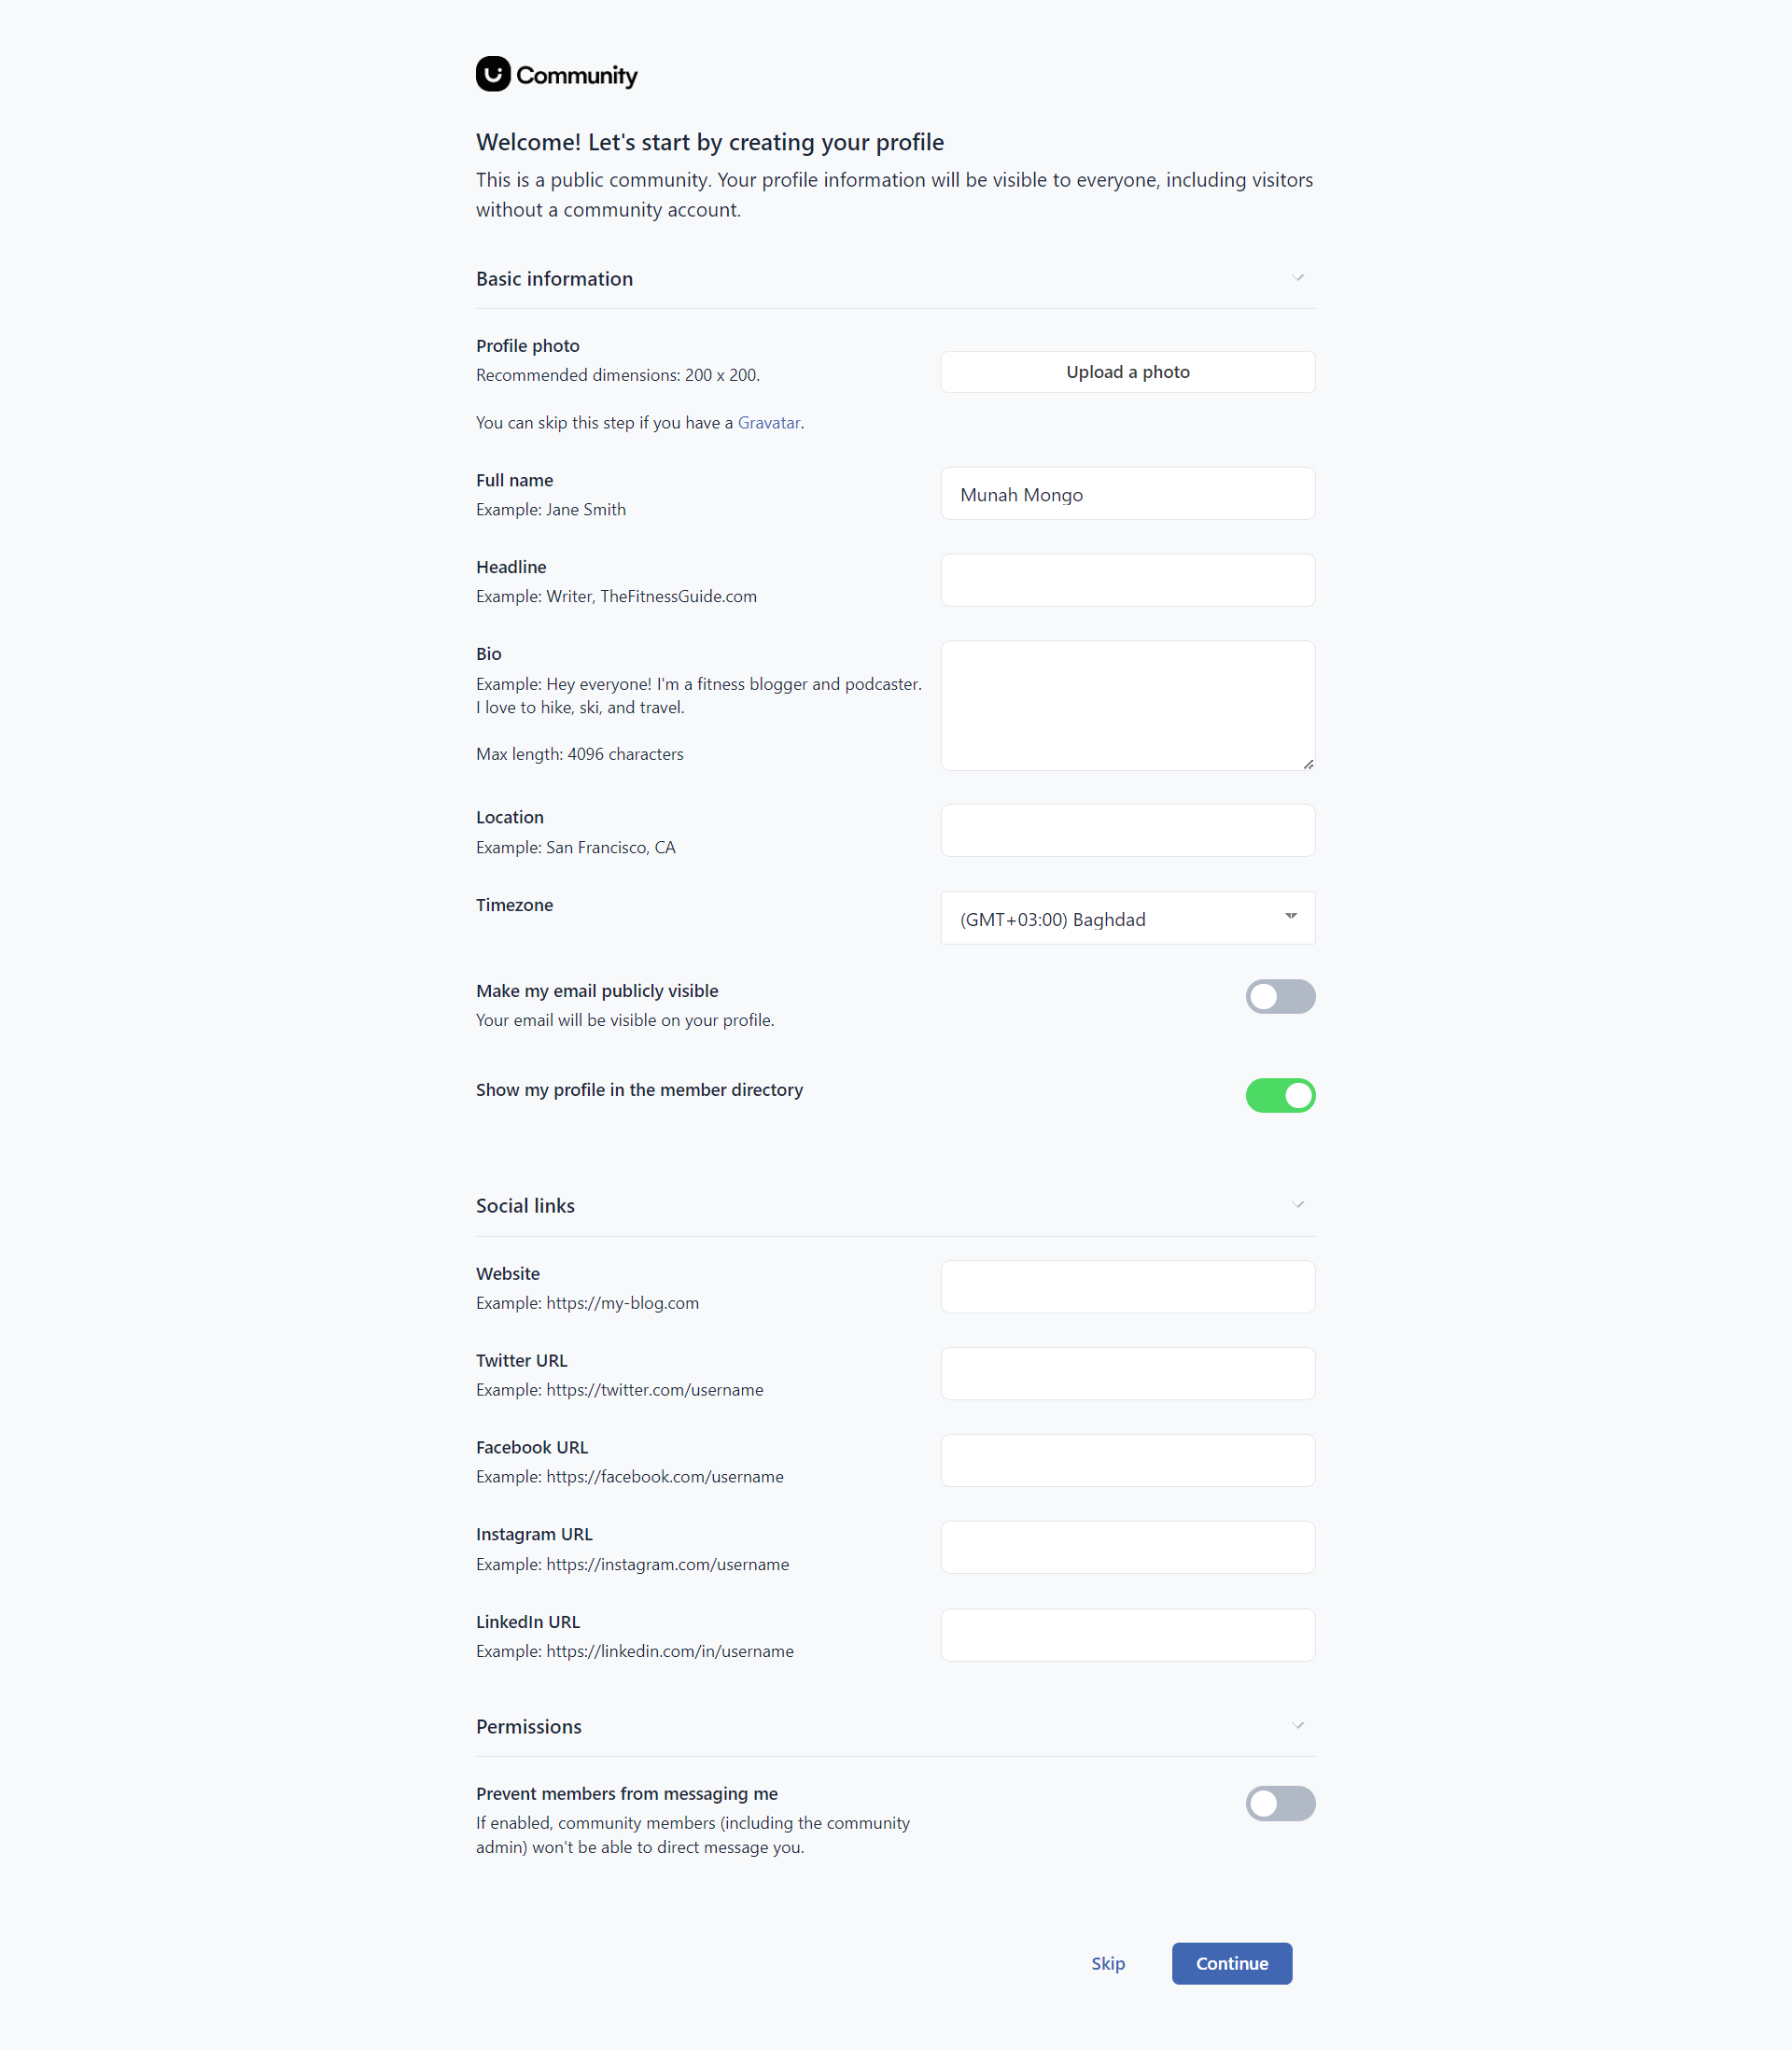 Community
Welcome! Let's start by creating your profile
This is a public community. Your profile information will be visible to everyone, including visitors
without a community account.
Basic information
Profile photo
Recommended dimensions: 200 x 200.
Upload a photo
You can skip this step if you have a Gravatar.
Full name
Example: Jane Smith
Munah Mongo
Headline
Example: Writer, TheFitnessGuide.com
Bio
Example: Hey everyone! I'm a fitness blogger and podcaster.
I love to hike, ski, and travel.
Max length: 4096 characters
Location
Example: San Francisco, CA
Timezone
(GMT+03:00) Baghdad
Make my email publicly visible
Your email will be visible on your profile.
Show my profile in the member directory
Social links
Website
Example: https://my-blog.com
Twitter URL
Example: https://twitter.com/username
Facebook URL
Example: https://facebook.com/username
Instagram URL
Example: https://instagram.com/username
LinkedIn URL
Example: https://linkedin.com/in/username
Permissions
Prevent members from messaging me
If enabled, community members (including the community
admin) won't be able to direct message you.
Skip
Continue